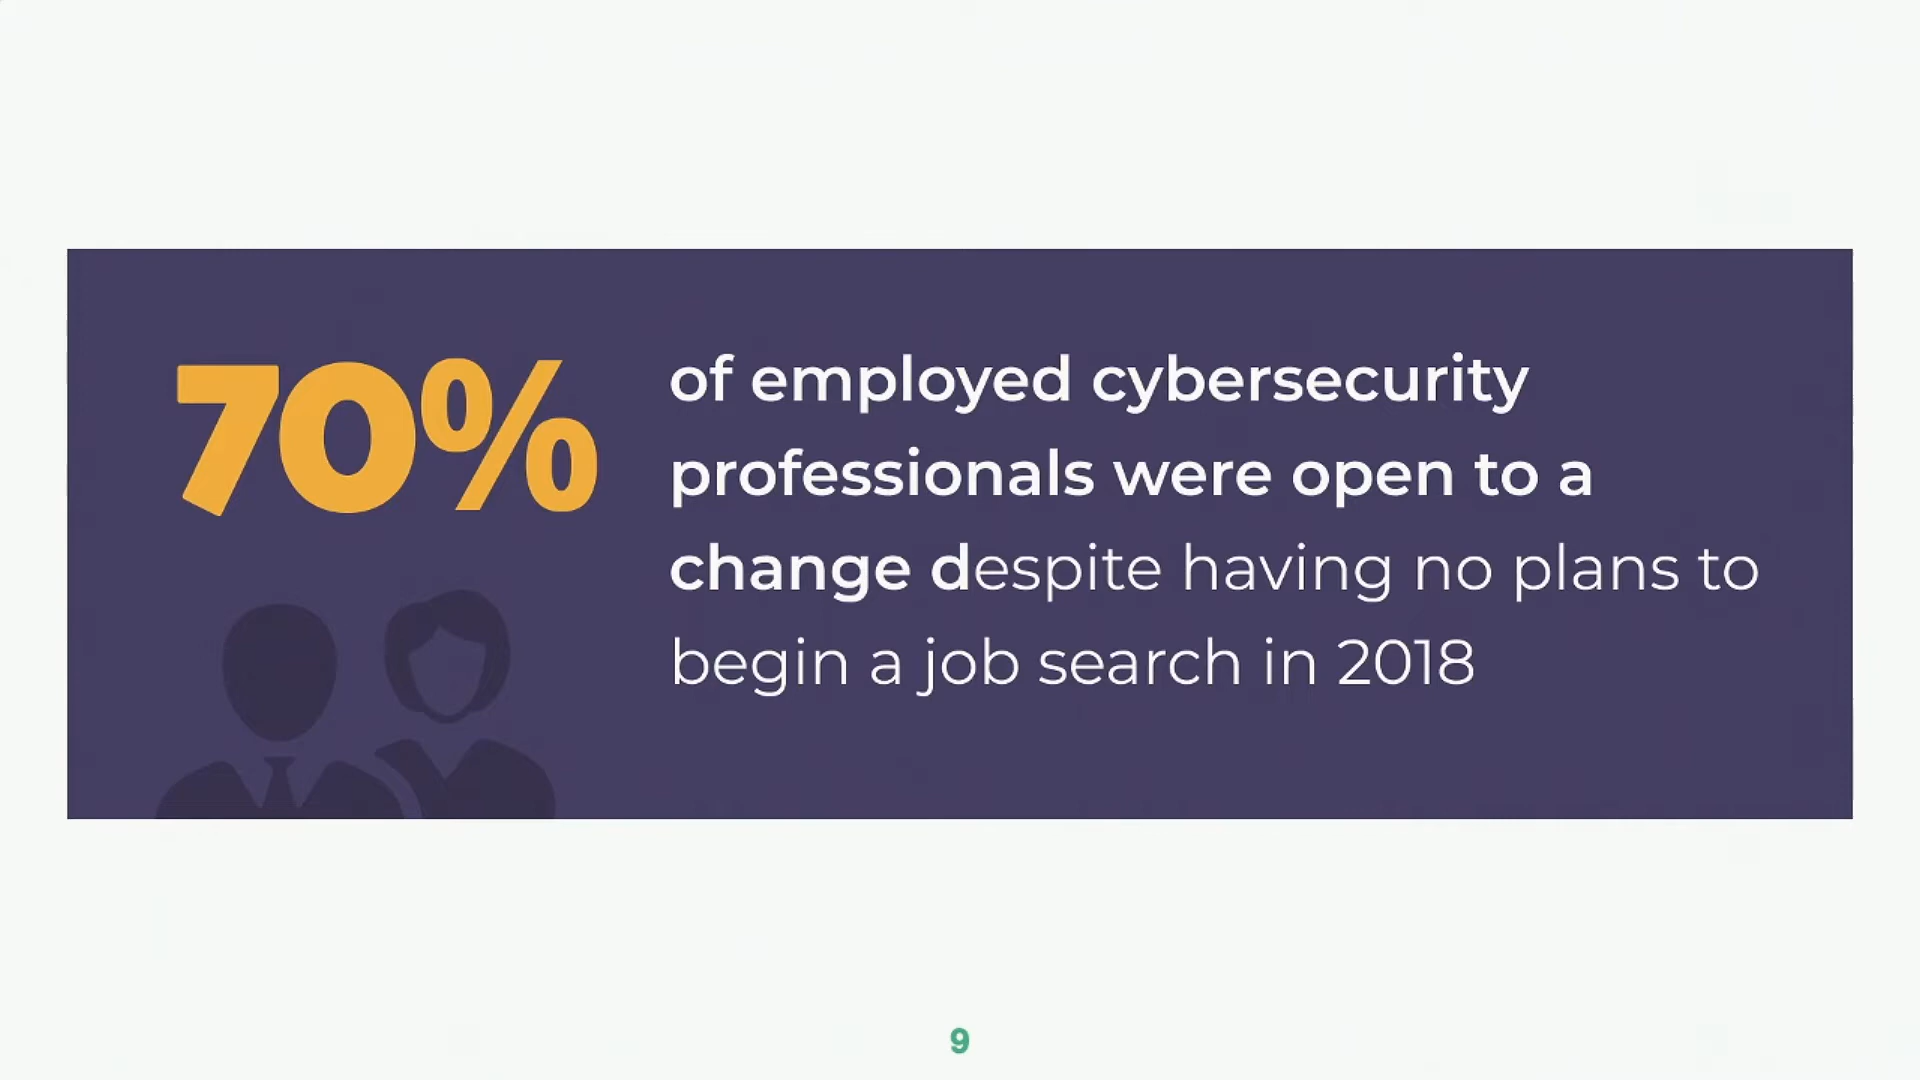 70%
of employed cybersecurity
professionals were open to a
change despite having no plans to
begin a job search in 2018
9